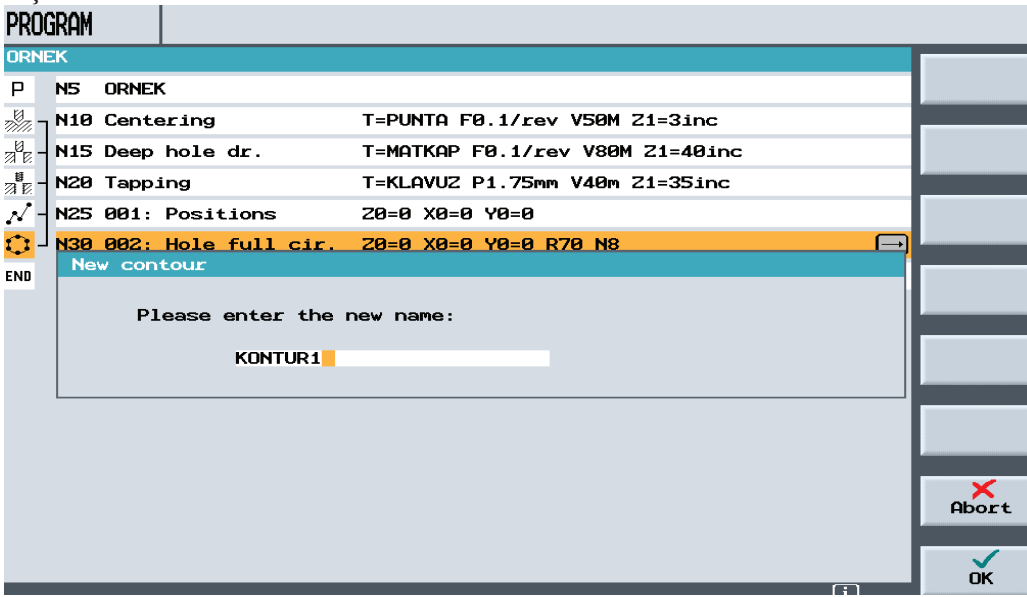 PROGRAM
ORNEK
P N5 ORNEK
N10 Centering T=PUNTA F0.1/rev V50M Z1=3inc
N15 Deep hole dr. T=MATKAP F0.1/rev V80M Z1=40inc
N20 Tapping T=KLAVUZ P1.75mm V40m Z1=35inc
N25 001: Positions Z0=0 X0=0 Y0=0
N30 002: Hole full cir. Z0=0 X0=0 Y0=0 R70 N8
END
New contour
Please enter the new name:
KONTUR1
Abort
OK
i